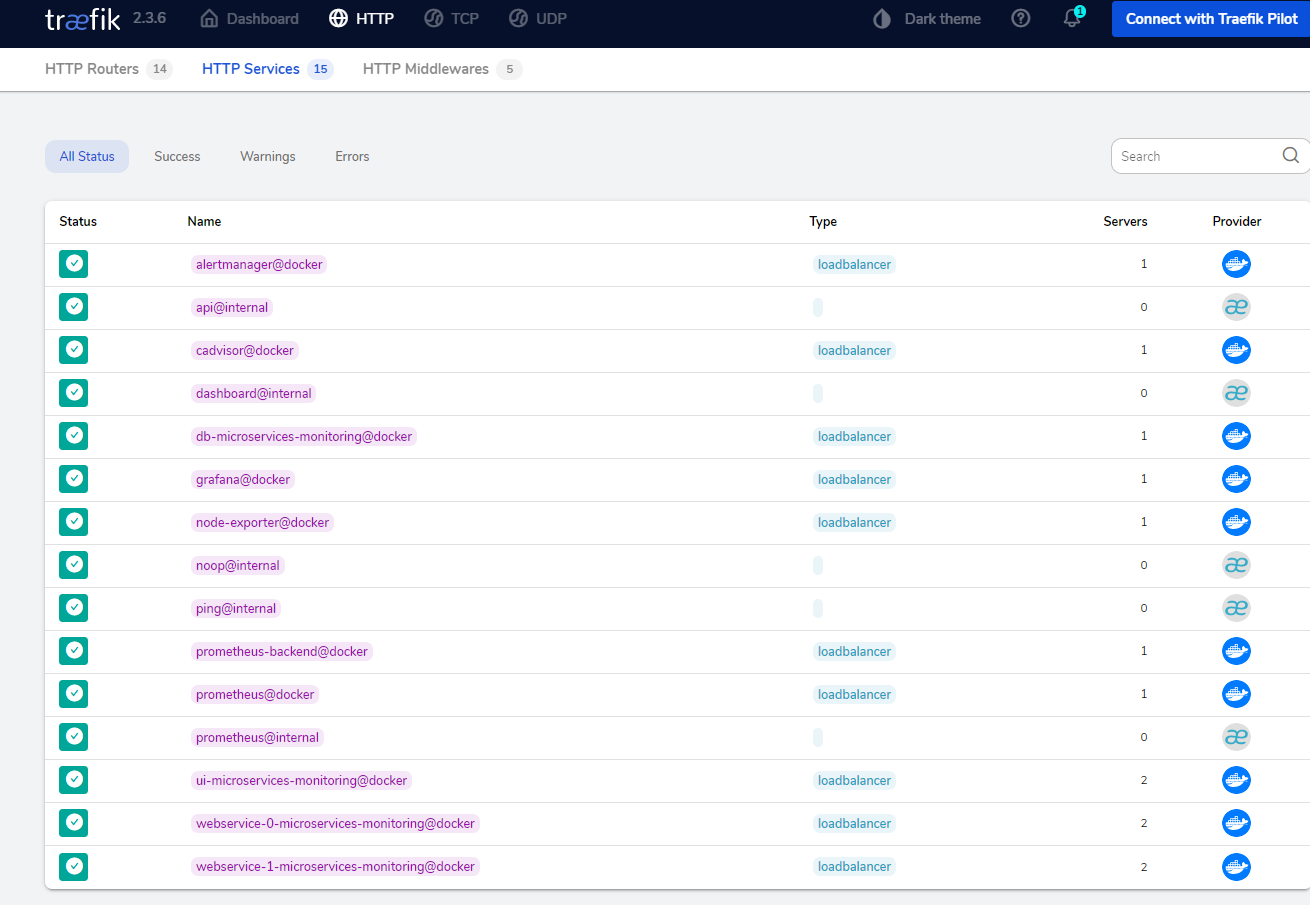 træfik 2.3.6 Dashboard HTTP TCP UDP Dark theme 1 Connect with Traefik Pilot
HTTP Routers 14 HTTP Services 15 HTTP Middlewares 5
All Status Success Warnings Errors Search
Status Name Type Servers Provider
alertmanager@docker loadbalancer 1
api@internal 0 æ
cadvisor@docker loadbalancer 1
dashboard@internal 0 æ
db-microservices-monitoring@docker loadbalancer 1
grafana@docker loadbalancer 1
node-exporter@docker loadbalancer 1
noop@internal 0 æ
ping@internal 0 æ
prometheus-backend@docker loadbalancer 1
prometheus@docker loadbalancer 1
prometheus@internal 0 æ
ui-microservices-monitoring@docker loadbalancer 2
webservice-0-microservices-monitoring@docker loadbalancer 2
webservice-1-microservices-monitoring@docker loadbalancer 2